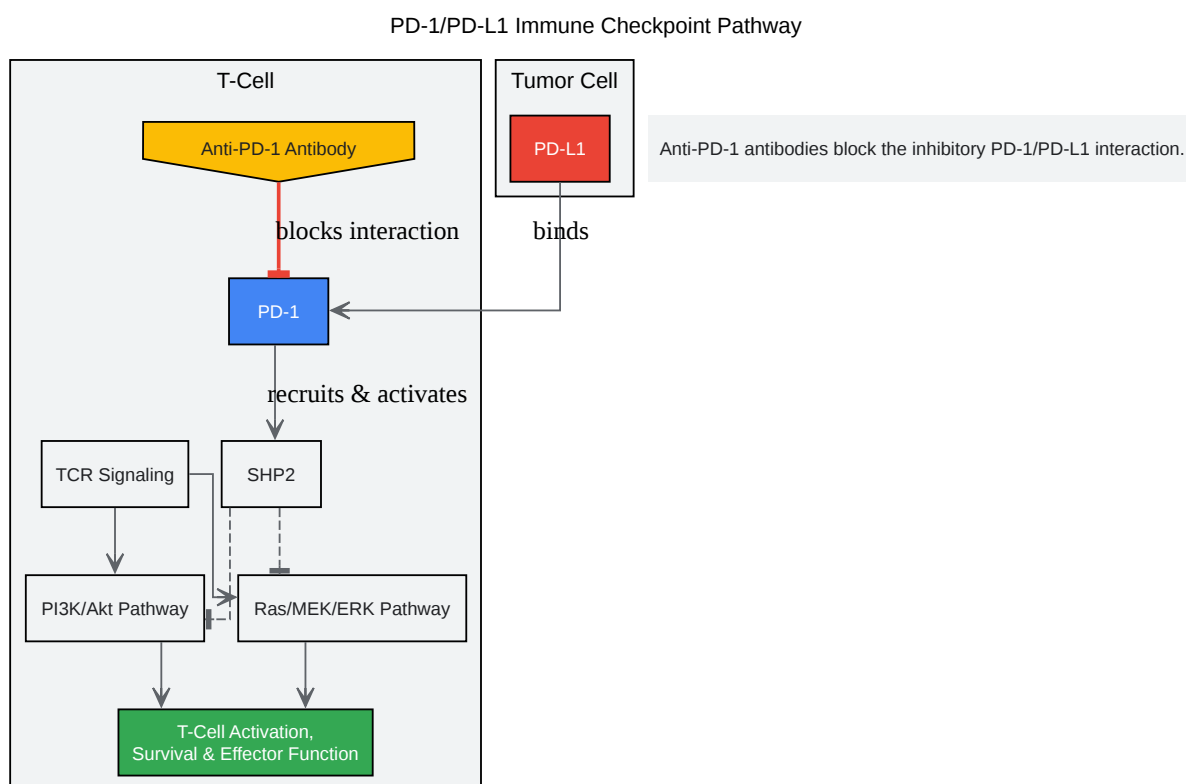 PD-1/PD-L1 Immune Checkpoint Pathway
T-Cell
Tumor Cell
Anti-PD-1 Antibody
PD-L1
Anti-PD-1 antibodies block the inhibitory PD-1/PD-L1 interaction.
blocks interaction
binds
PD-1
recruits & activates
TCR Signaling
SHP2
PI3K/Akt Pathway
Ras/MEK/ERK Pathway
T-Cell Activation,
Survival & Effector Function